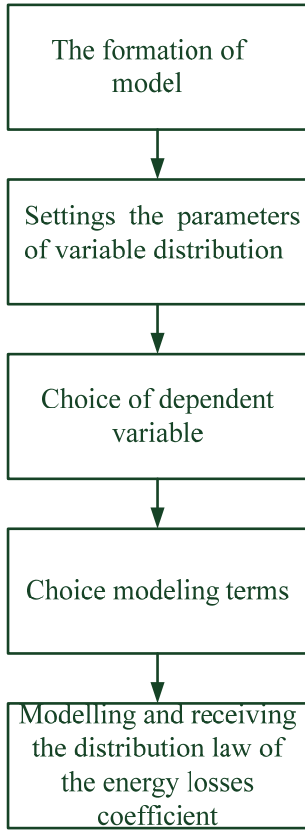 The formation of
model
Settings the parameters
of variable distribution
Choice of dependent
variable
Choice modeling terms
Modelling and receiving
the distribution law of
the energy losses
coefficient